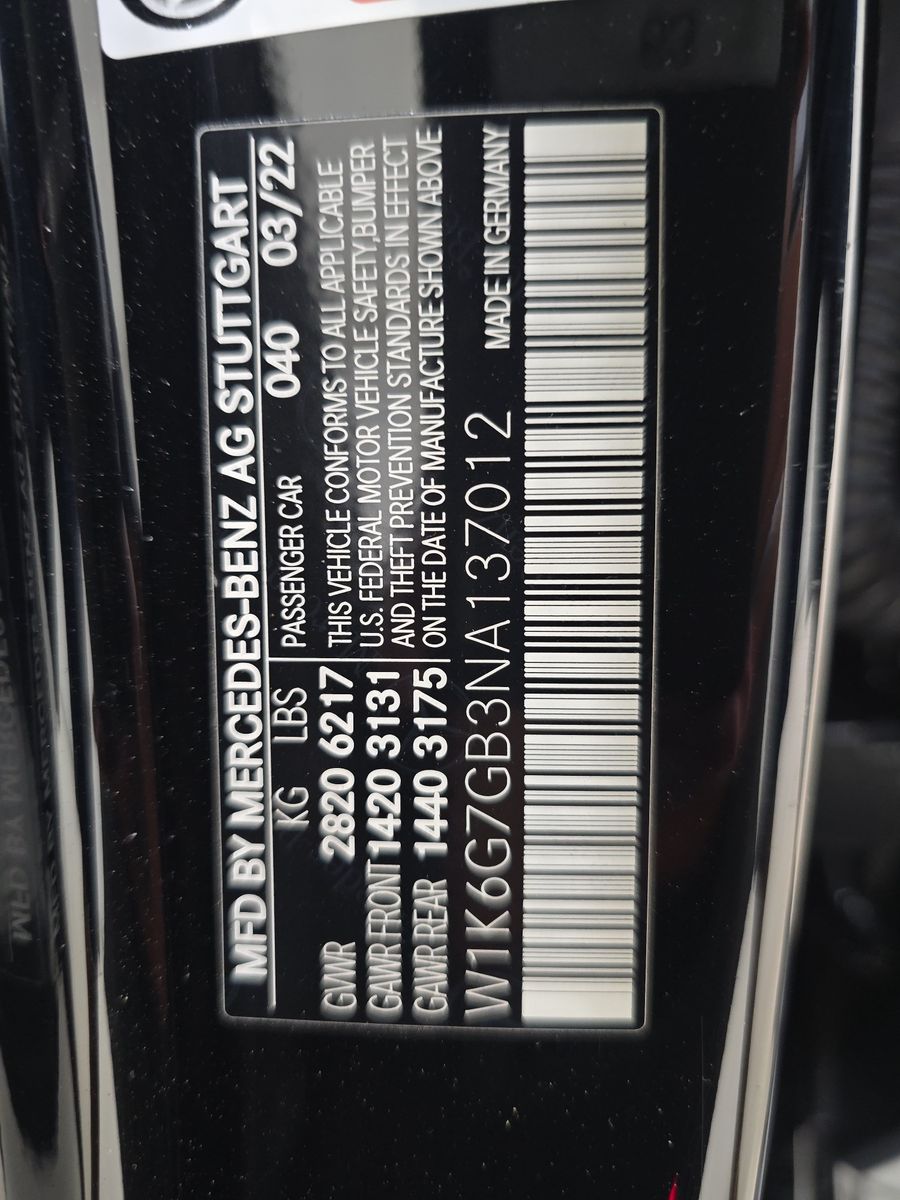 MFD BY MERCEDES-BENZ AG STUTTGART
KG LBS PASSENGER CAR 040 03/22
GVWR 2820 6217 THIS VEHICLE CONFORMS TO ALL APPLICABLE
GAWR FRONT 1420 3131 U.S. FEDERAL MOTOR VEHICLE SAFETY,BUMPER
AND THEFT PREVENTION STANDARDS IN EFFECT
GAWR REAR 1440 3175 ON THE DATE OF MANUFACTURE SHOWN ABOVE
W1K6G7GB3NA137012 MADE IN GERMANY